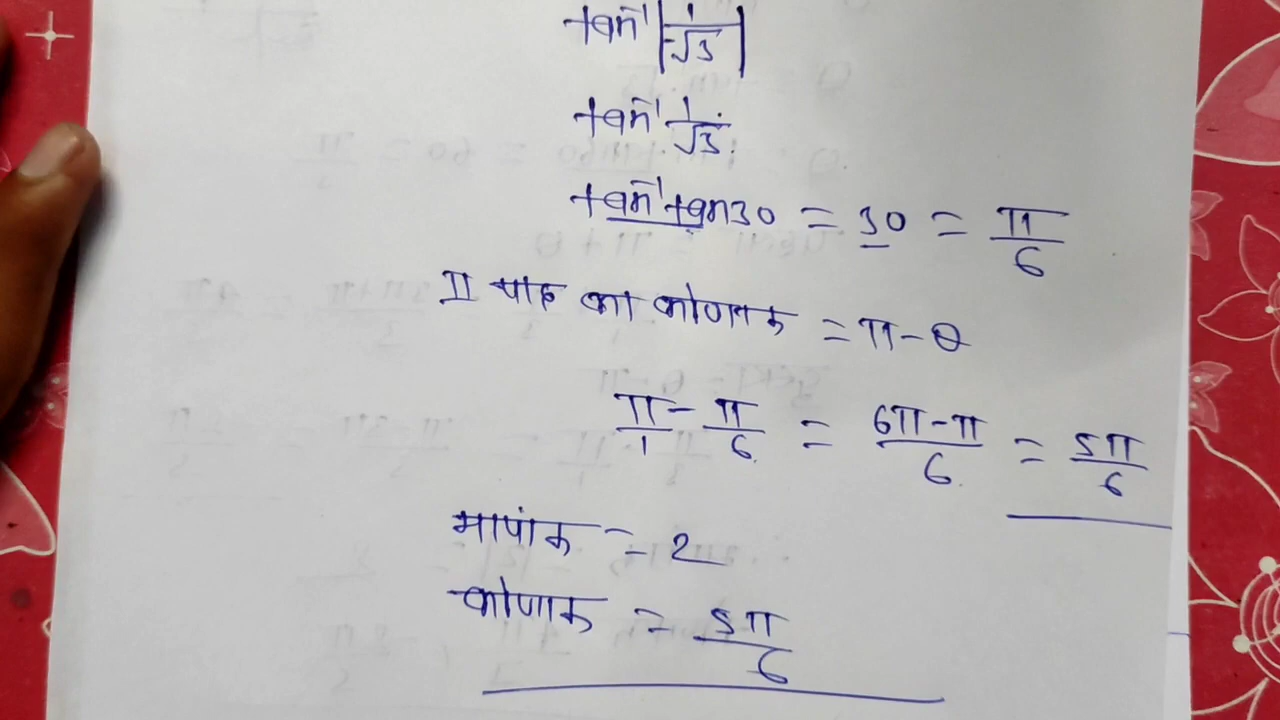 tan⁻¹ |1/-√3|
tan⁻¹ 1/√3
tan⁻¹ tan30 = 30 = π/6
II पाद का कोणांक = π - θ
π/1 - π/6 = 6π-π/6 = 5π/6
मापांक = 2
कोणांक = 5π/6